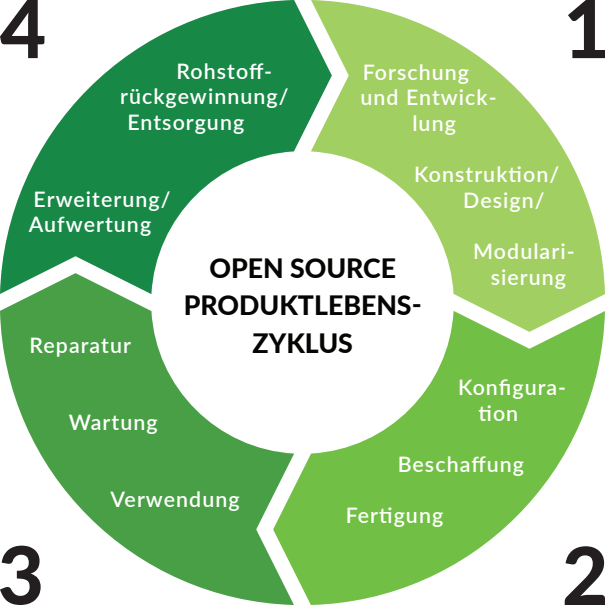 1
Forschung
und Entwick-
lung
Konstruktion/
Design/
Modulari-
sierung
2
Konfigura-
tion
Beschaffung
Fertigung
3
Verwendung
Wartung
Reparatur
4
Erweiterung/
Aufwertung
Rohstoff-
rückgewinnung/
Entsorgung
OPEN SOURCE
PRODUKTLEBENS-
ZYKLUS